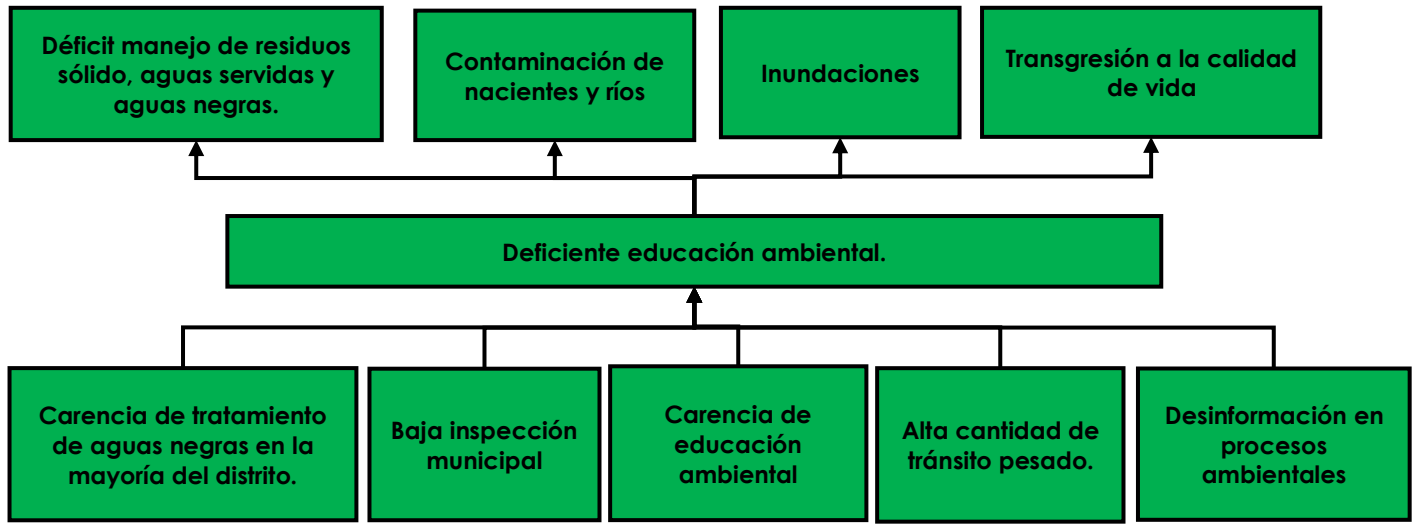 Déficit manejo de residuos
sólido, aguas servidas y
aguas negras.
Contaminación de
nacientes y ríos
Inundaciones
Transgresión a la calidad
de vida
Deficiente educación ambiental.
Carencia de tratamiento
de aguas negras en la
mayoría del distrito.
Baja inspección
municipal
Carencia de
educación
ambiental
Alta cantidad de
tránsito pesado.
Desinformación en
procesos
ambientales